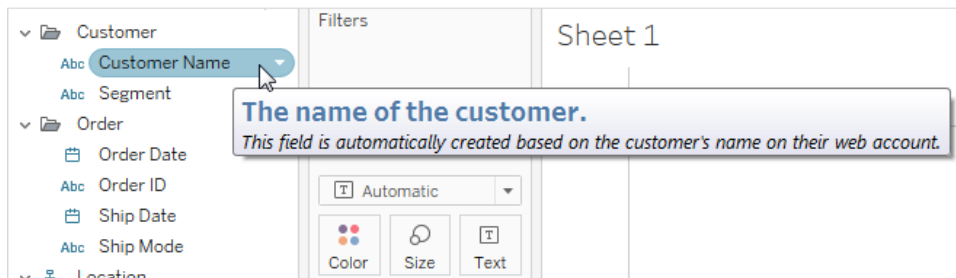 Customer
Abc Customer Name
Abc Segment
Order
Order Date
Abc Order ID
Ship Date
Abc Ship Mode
Location
Filters
T Automatic
Color Size T Text
Sheet 1
The name of the customer.
This field is automatically created based on the customer's name on their web account.